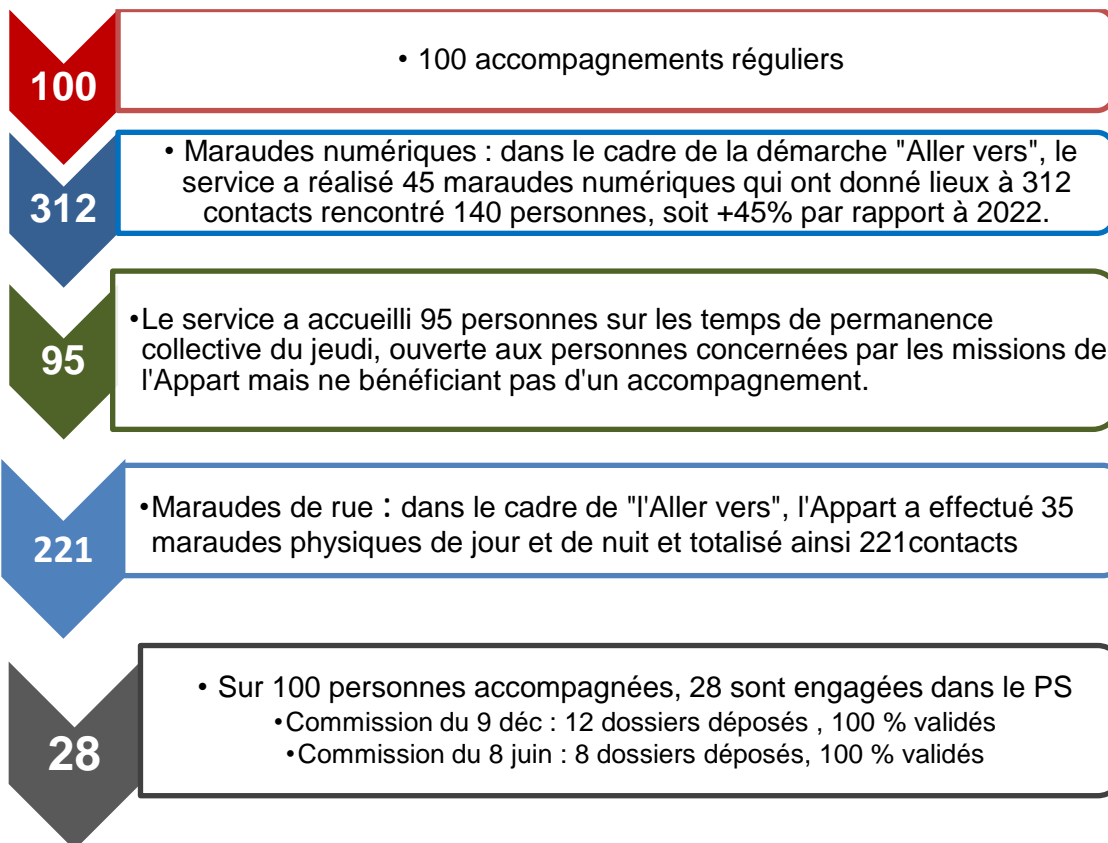 100
• 100 accompagnements réguliers
312
• Maraudes numériques : dans le cadre de la démarche "Aller vers", le
service a réalisé 45 maraudes numériques qui ont donné lieux à 312
contacts rencontré 140 personnes, soit +45% par rapport à 2022.
95
•Le service a accueilli 95 personnes sur les temps de permanence
collective du jeudi, ouverte aux personnes concernées par les missions de
l'Appart mais ne bénéficiant pas d'un accompagnement.
221
•Maraudes de rue : dans le cadre de "l'Aller vers", l'Appart a effectué 35
maraudes physiques de jour et de nuit et totalisé ainsi 221contacts
28
• Sur 100 personnes accompagnées, 28 sont engagées dans le PS
•Commission du 9 déc : 12 dossiers déposés , 100 % validés
•Commission du 8 juin : 8 dossiers déposés, 100 % validés